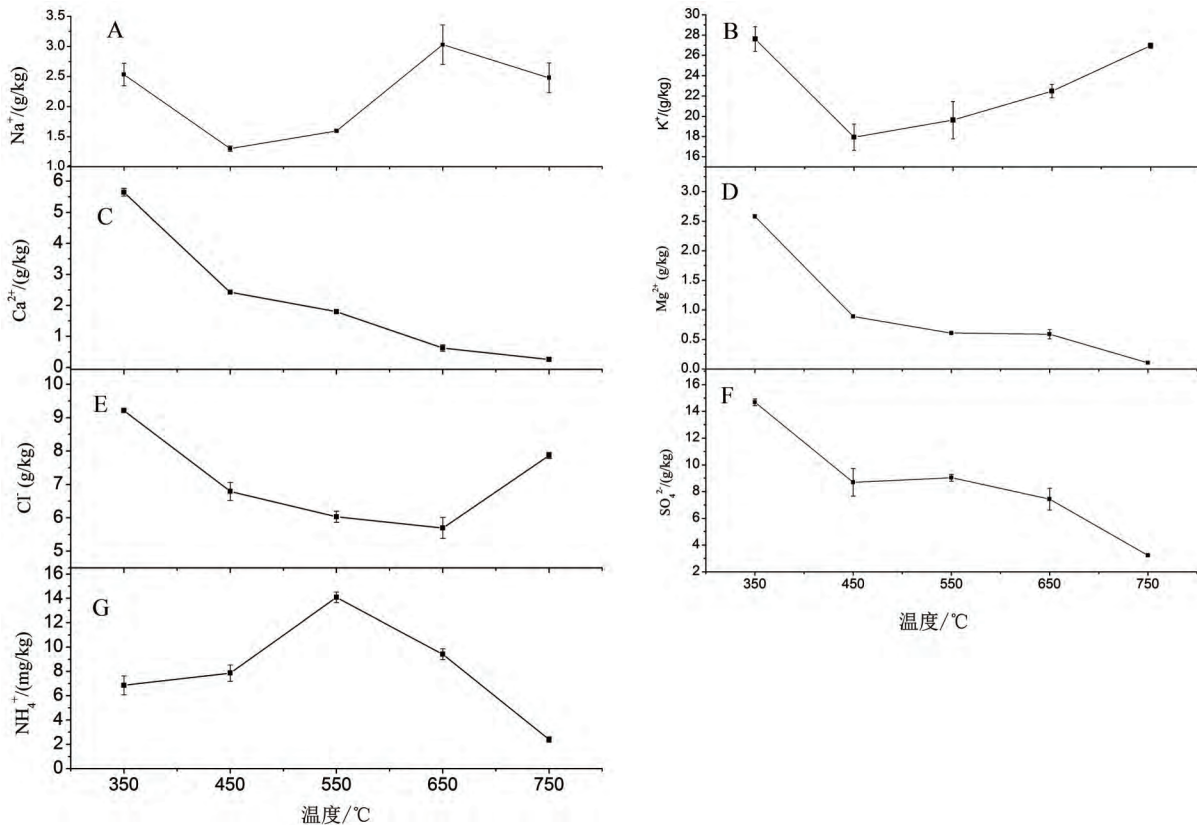 A
Na⁺/(g/kg)
3.5
3.0
2.5
2.0
1.5
1.0
C
Ca²⁺/(g/kg)
6
5
4
3
2
1
0
E
Cl⁻ (g/kg)
10
9
8
7
6
5
G
NH₄⁺/(mg/kg)
16
14
12
10
8
6
4
2
0
350 450 550 650 750
温度/℃
B
K⁺/(g/kg)
30
28
26
24
22
20
18
16
D
Mg²⁺ (g/kg)
3.0
2.5
2.0
1.5
1.0
0.5
0.0
F
SO₄²⁻/(g/kg)
16
14
12
10
8
6
4
2
350 450 550 650 750
温度/℃